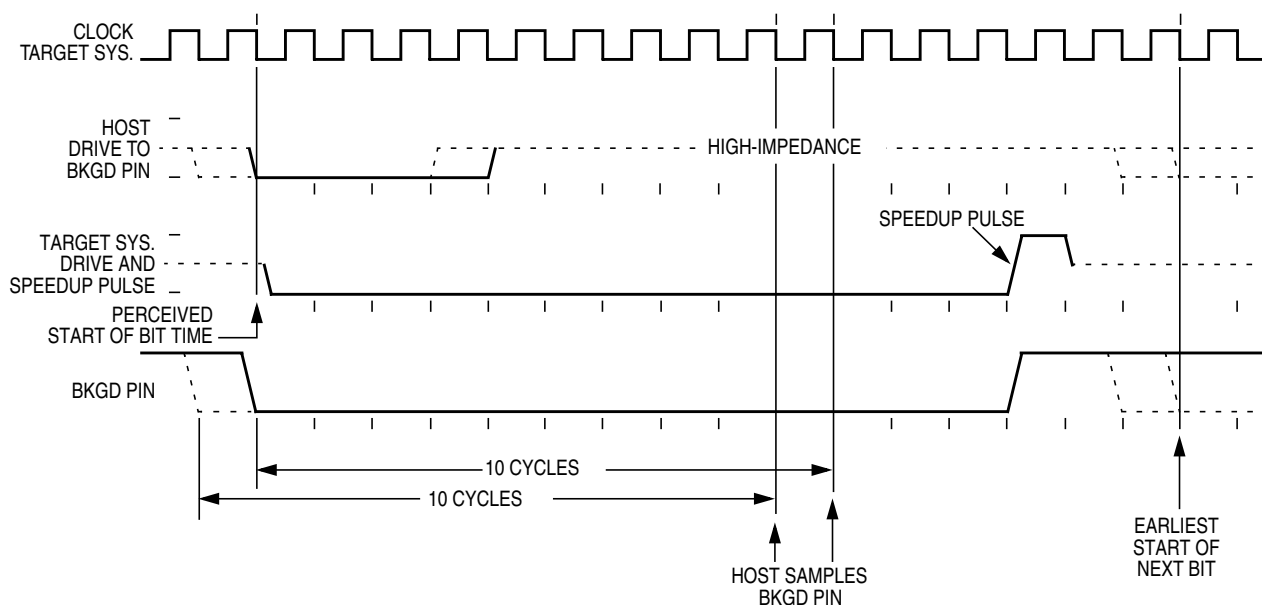 CLOCK
TARGET SYS.
HOST
DRIVE TO
BKGD PIN
HIGH-IMPEDANCE
TARGET SYS.
DRIVE AND
SPEEDUP PULSE
SPEEDUP PULSE
PERCEIVED
START OF BIT TIME
BKGD PIN
10 CYCLES
10 CYCLES
HOST SAMPLES
BKGD PIN
EARLIEST
START OF
NEXT BIT